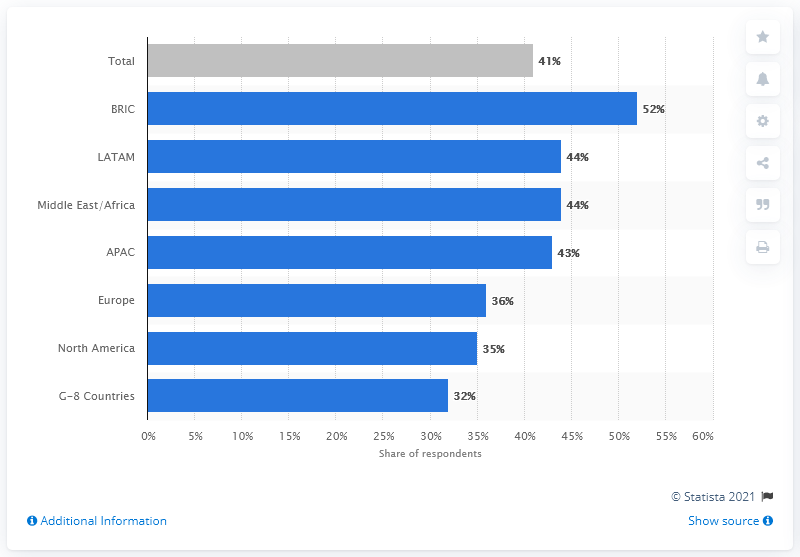 Total 41%
BRIC 52%
LATAM 44%
Middle East/Africa 44%
APAC 43%
Europe 36%
North America 35%
G-8 Countries 32%
0% 5% 10% 15% 20% 25% 30% 35% 40% 45% 50% 55% 60%
Share of respondents
© Statista 2021
Additional Information Show source